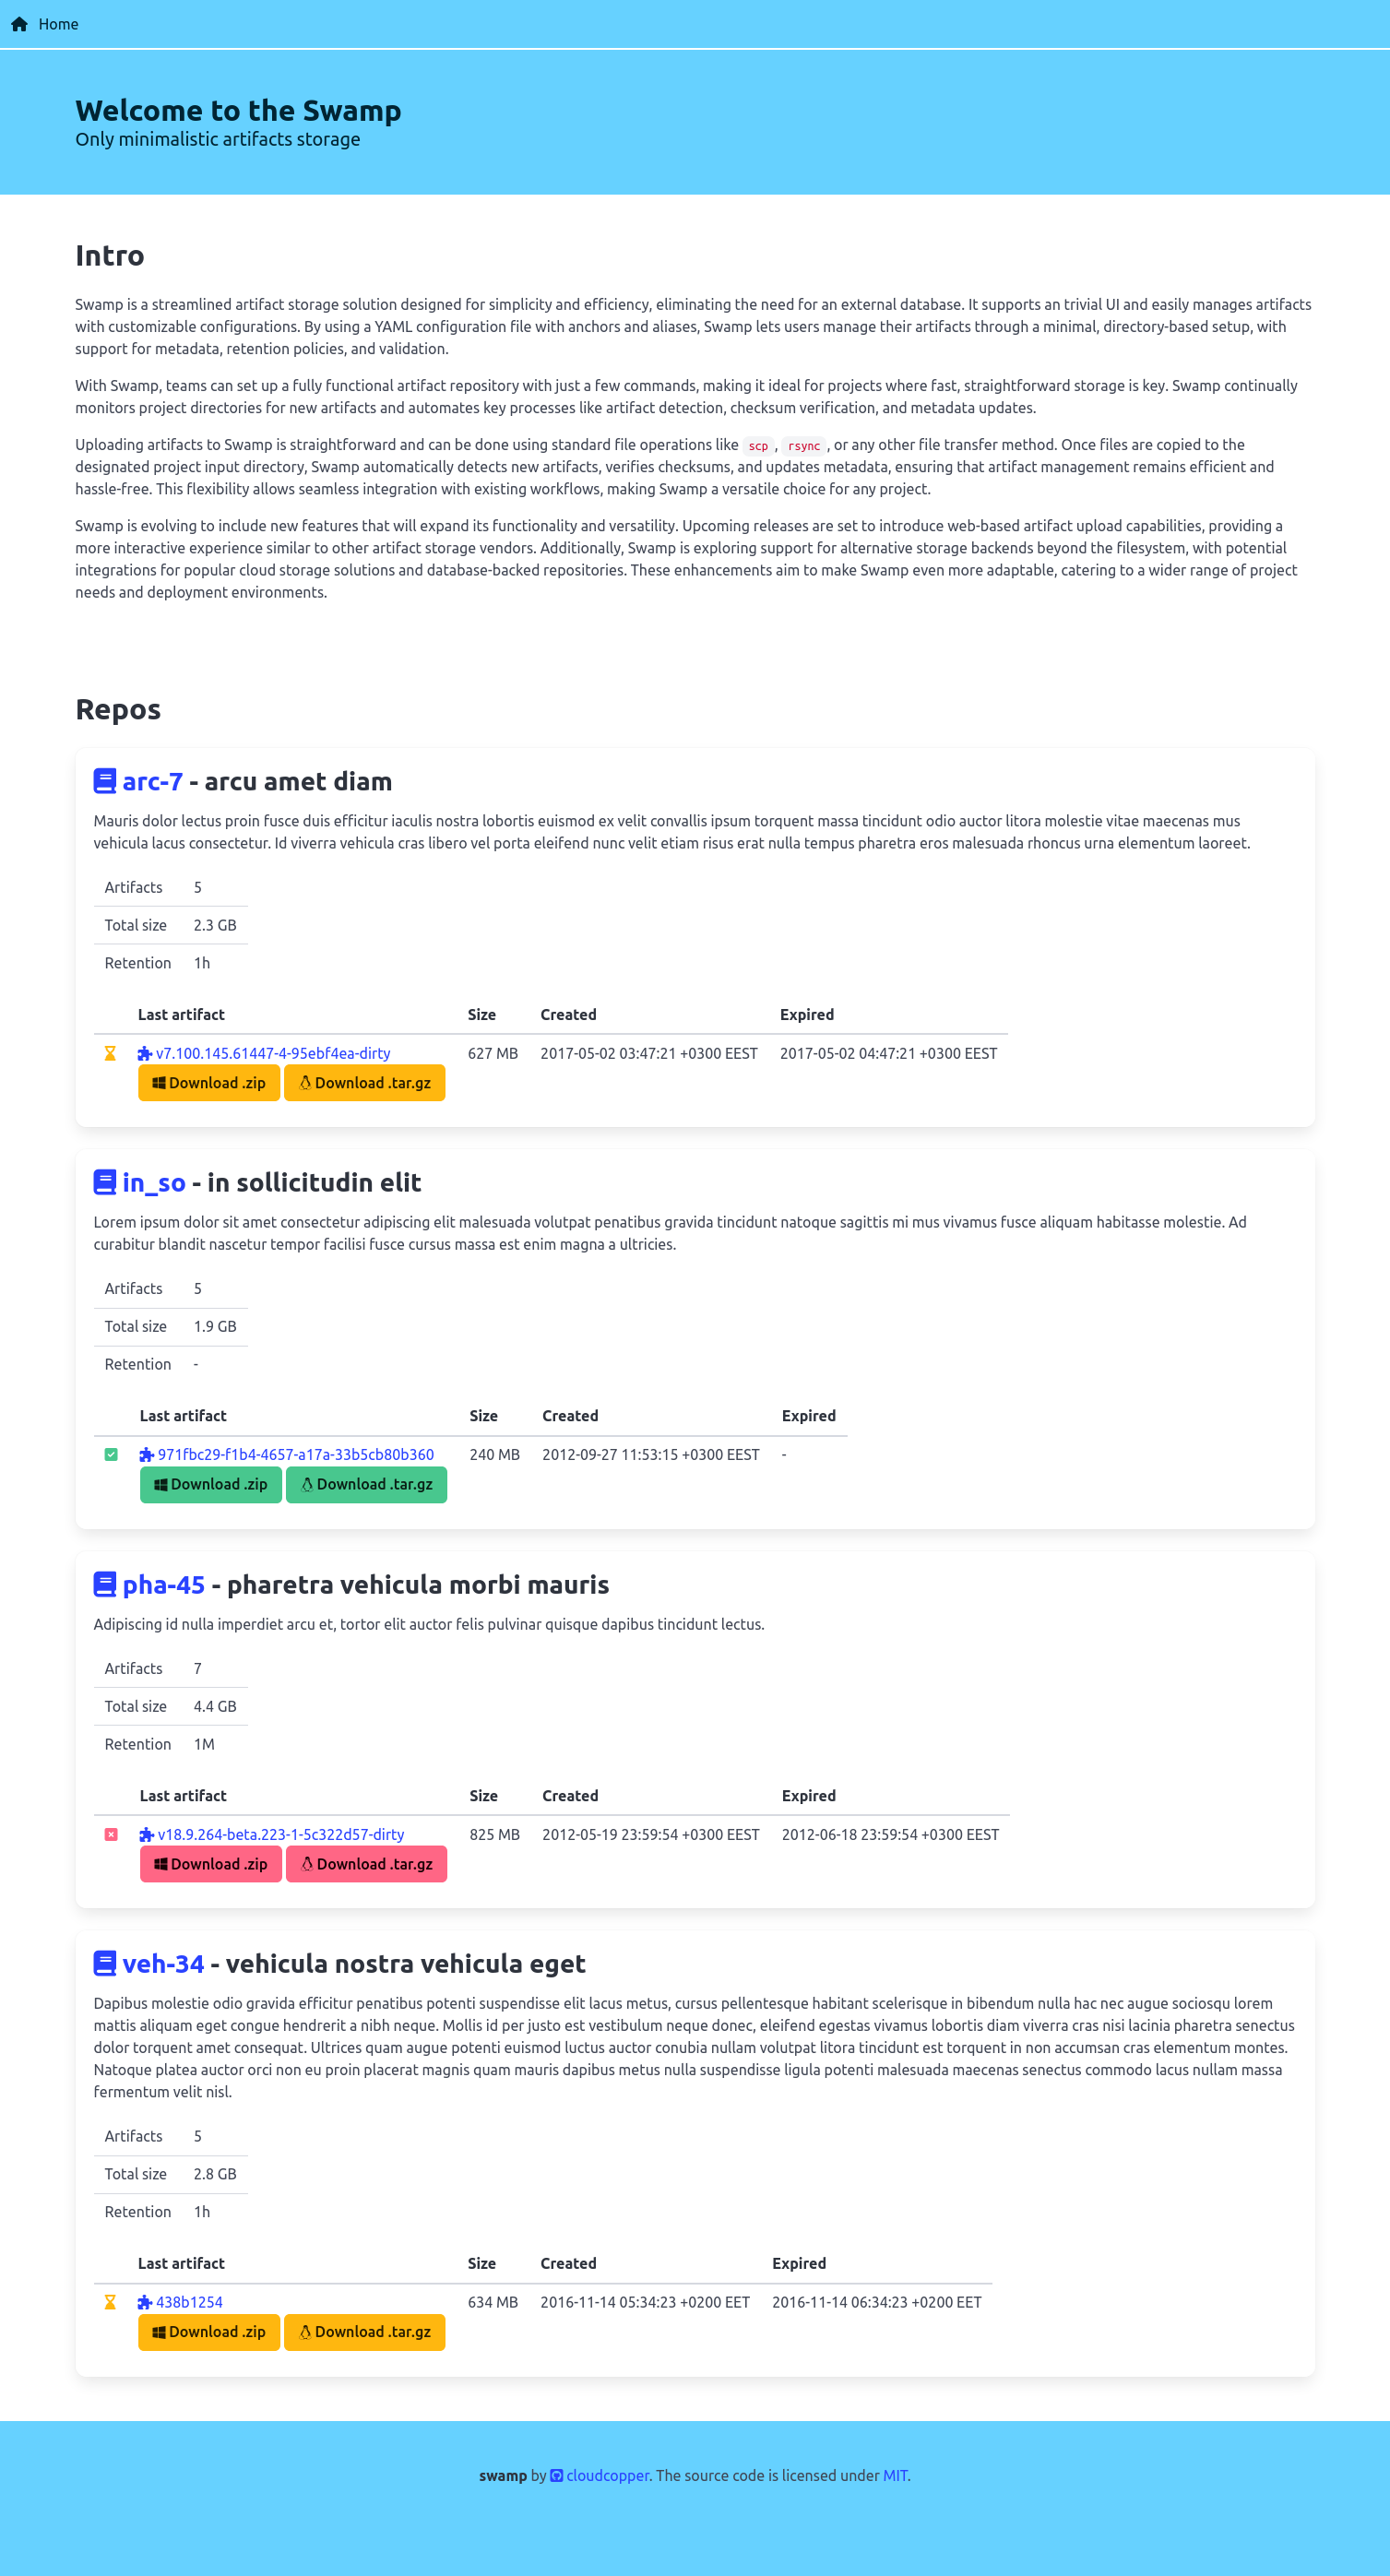 Home
Welcome to the Swamp
Only minimalistic artifacts storage
Intro
Swamp is a streamlined artifact storage solution designed for simplicity and efficiency, eliminating the need for an external database. It supports an trivial UI and easily manages artifacts
with customizable configurations. By using a YAML configuration file with anchors and aliases, Swamp lets users manage their artifacts through a minimal, directory-based setup, with
support for metadata, retention policies, and validation.
With Swamp, teams can set up a fully functional artifact repository with just a few commands, making it ideal for projects where fast, straightforward storage is key. Swamp continually
monitors project directories for new artifacts and automates key processes like artifact detection, checksum verification, and metadata updates.
Uploading artifacts to Swamp is straightforward and can be done using standard file operations like scp, rsync, or any other file transfer method. Once files are copied to the
designated project input directory, Swamp automatically detects new artifacts, verifies checksums, and updates metadata, ensuring that artifact management remains efficient and
hassle-free. This flexibility allows seamless integration with existing workflows, making Swamp a versatile choice for any project.
Swamp is evolving to include new features that will expand its functionality and versatility. Upcoming releases are set to introduce web-based artifact upload capabilities, providing a
more interactive experience similar to other artifact storage vendors. Additionally, Swamp is exploring support for alternative storage backends beyond the filesystem, with potential
integrations for popular cloud storage solutions and database-backed repositories. These enhancements aim to make Swamp even more adaptable, catering to a wider range of project
needs and deployment environments.
Repos
arc-7 - arcu amet diam
Mauris dolor lectus proin fusce duis efficitur iaculis nostra lobortis euismod ex velit convallis ipsum torquent massa tincidunt odio auctor litora molestie vitae maecenas mus
vehicula lacus consectetur. Id viverra vehicula cras libero vel porta eleifend nunc velit etiam risus erat nulla tempus pharetra eros malesuada rhoncus urna elementum laoreet.
Artifacts 5
Total size 2.3 GB
Retention 1h
Last artifact Size Created Expired
v7.100.145.61447-4-95ebf4ea-dirty 627 MB 2017-05-02 03:47:21 +0300 EEST 2017-05-02 04:47:21 +0300 EEST
Download .zip Download .tar.gz
in_so - in sollicitudin elit
Lorem ipsum dolor sit amet consectetur adipiscing elit malesuada volutpat penatibus gravida tincidunt natoque sagittis mi mus vivamus fusce aliquam habitasse molestie. Ad
curabitur blandit nascetur tempor facilisi fusce cursus massa est enim magna a ultricies.
Artifacts 5
Total size 1.9 GB
Retention -
Last artifact Size Created Expired
971fbc29-f1b4-4657-a17a-33b5cb80b360 240 MB 2012-09-27 11:53:15 +0300 EEST -
Download .zip Download .tar.gz
pha-45 - pharetra vehicula morbi mauris
Adipiscing id nulla imperdiet arcu et, tortor elit auctor felis pulvinar quisque dapibus tincidunt lectus.
Artifacts 7
Total size 4.4 GB
Retention 1M
Last artifact Size Created Expired
v18.9.264-beta.223-1-5c322d57-dirty 825 MB 2012-05-19 23:59:54 +0300 EEST 2012-06-18 23:59:54 +0300 EEST
Download .zip Download .tar.gz
veh-34 - vehicula nostra vehicula eget
Dapibus molestie odio gravida efficitur penatibus potenti suspendisse elit lacus metus, cursus pellentesque habitant scelerisque in bibendum nulla hac nec augue sociosqu lorem
mattis aliquam eget congue hendrerit a nibh neque. Mollis id per justo est vestibulum neque donec, eleifend egestas vivamus lobortis diam viverra cras nisi lacinia pharetra senectus
dolor torquent amet consequat. Ultrices quam augue potenti euismod luctus auctor conubia nullam volutpat litora tincidunt est torquent in non accumsan cras elementum montes.
Natoque platea auctor orci non eu proin placerat magnis quam mauris dapibus metus nulla suspendisse ligula potenti malesuada maecenas senectus commodo lacus nullam massa
fermentum velit nisl.
Artifacts 5
Total size 2.8 GB
Retention 1h
Last artifact Size Created Expired
438b1254 634 MB 2016-11-14 05:34:23 +0200 EET 2016-11-14 06:34:23 +0200 EET
Download .zip Download .tar.gz
swamp by cloudcopper. The source code is licensed under MIT.